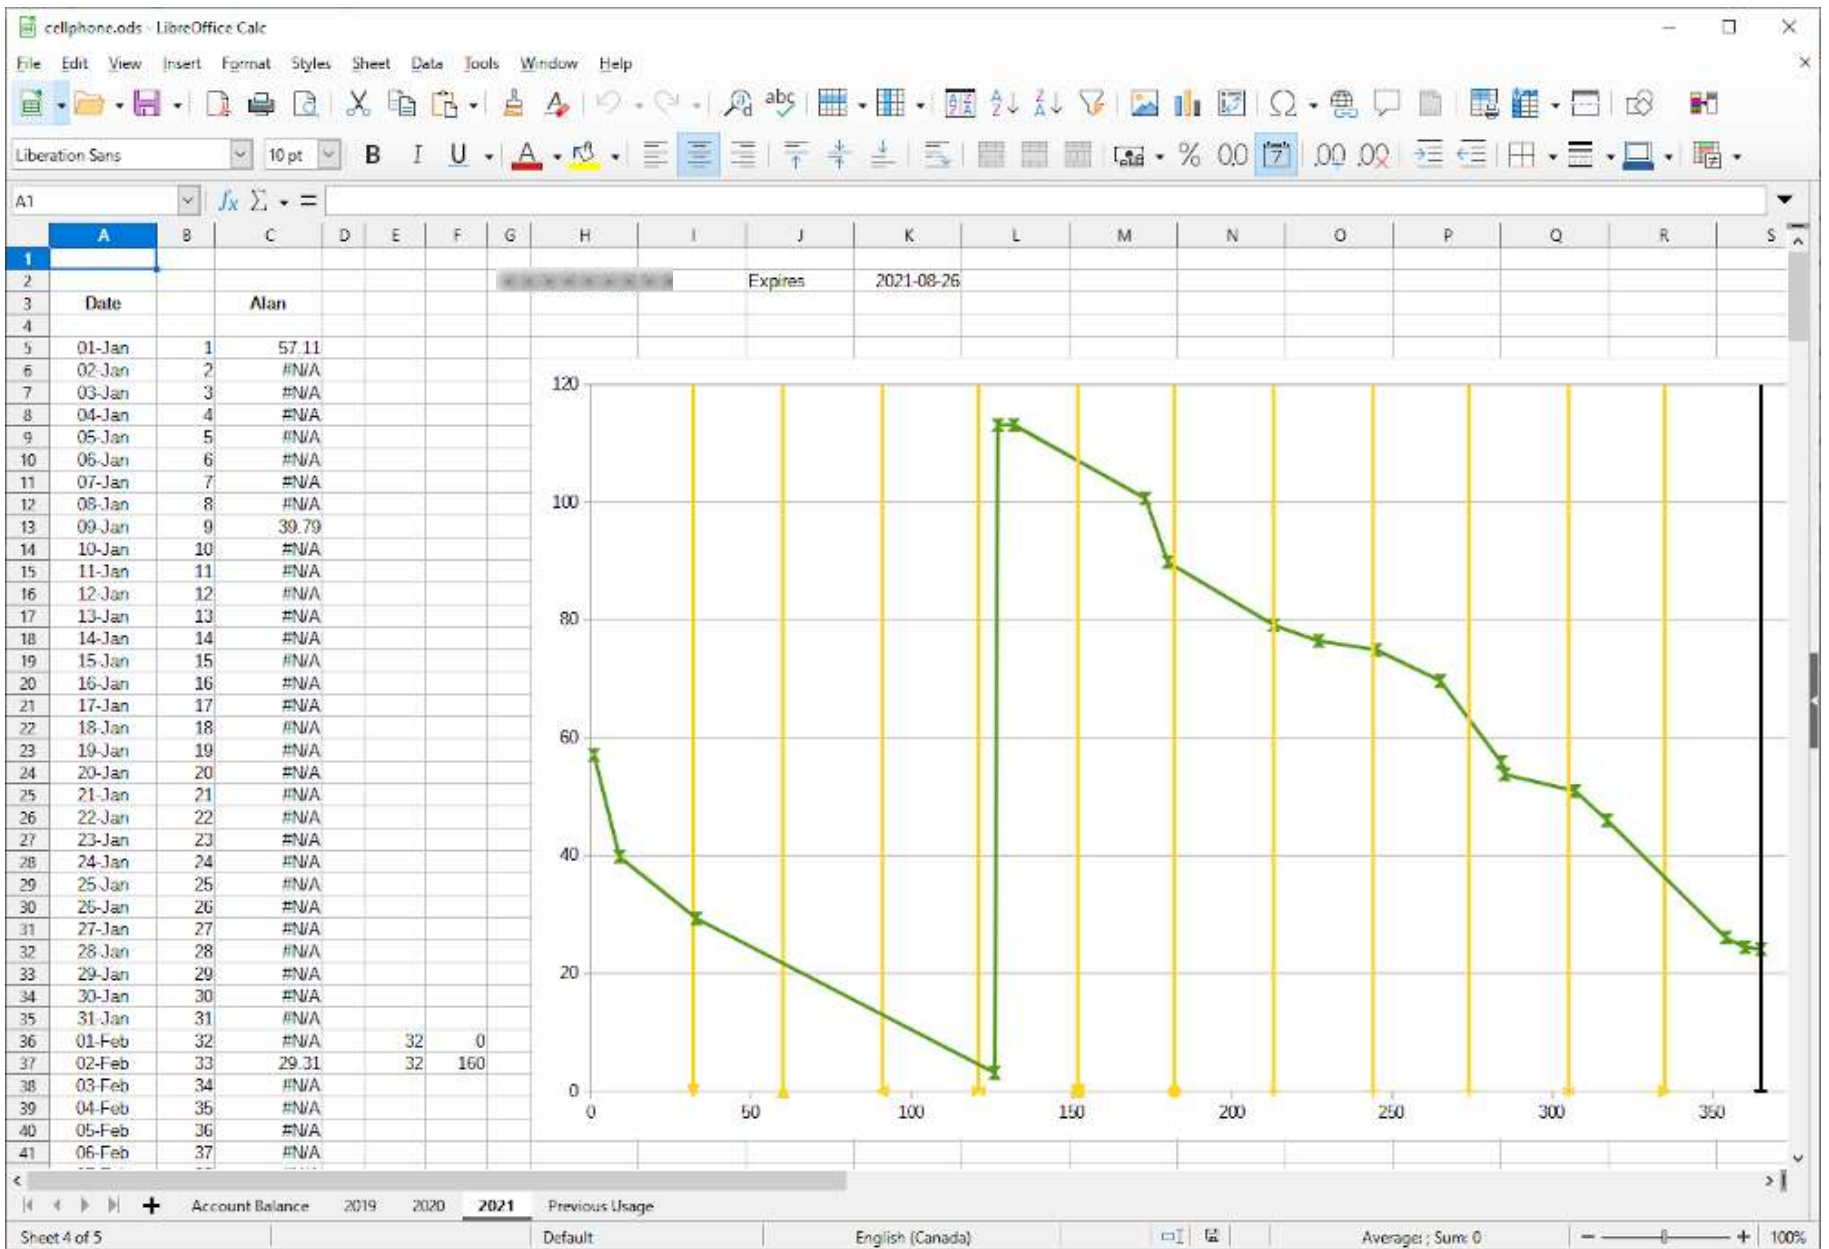 cellphone.ods - LibreOffice Calc
File Edit View Insert Format Styles Sheet Data Tools Window Help
Liberation Sans 10 pt B I U A % 0.0 7 .00 .00
A1 fx Σ =
A B C D E F G H I J K L M N O P Q R S
1
2 Expires 2021-08-26
3 Date Alan
4
5 01-Jan 1 57.11
6 02-Jan 2 #N/A
7 03-Jan 3 #N/A
8 04-Jan 4 #N/A
9 05-Jan 5 #N/A
10 06-Jan 6 #N/A
11 07-Jan 7 #N/A
12 08-Jan 8 #N/A
13 09-Jan 9 39.79
14 10-Jan 10 #N/A
15 11-Jan 11 #N/A
16 12-Jan 12 #N/A
17 13-Jan 13 #N/A
18 14-Jan 14 #N/A
19 15-Jan 15 #N/A
20 16-Jan 16 #N/A
21 17-Jan 17 #N/A
22 18-Jan 18 #N/A
23 19-Jan 19 #N/A
24 20-Jan 20 #N/A
25 21-Jan 21 #N/A
26 22-Jan 22 #N/A
27 23-Jan 23 #N/A
28 24-Jan 24 #N/A
29 25-Jan 25 #N/A
30 26-Jan 26 #N/A
31 27-Jan 27 #N/A
32 28-Jan 28 #N/A
33 29-Jan 29 #N/A
34 30-Jan 30 #N/A
35 31-Jan 31 #N/A
36 01-Feb 32 #N/A 32 0
37 02-Feb 33 29.31 32 160
38 03-Feb 34 #N/A
39 04-Feb 35 #N/A
40 05-Feb 36 #N/A
41 06-Feb 37 #N/A
120
100
80
60
40
20
0
0 50 100 150 200 250 300 350
Account Balance 2019 2020 2021 Previous Usage
Sheet 4 of 5 Default English (Canada) Average: ; Sum: 0 100%